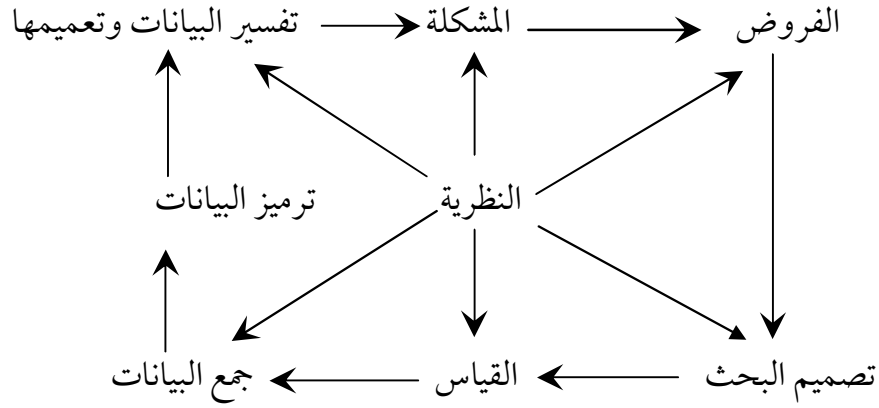 الفروض
المشكلة
تفسير البيانات وتعميمها
النظرية
ترميز البيانات
تصميم البحث
القياس
جمع البيانات